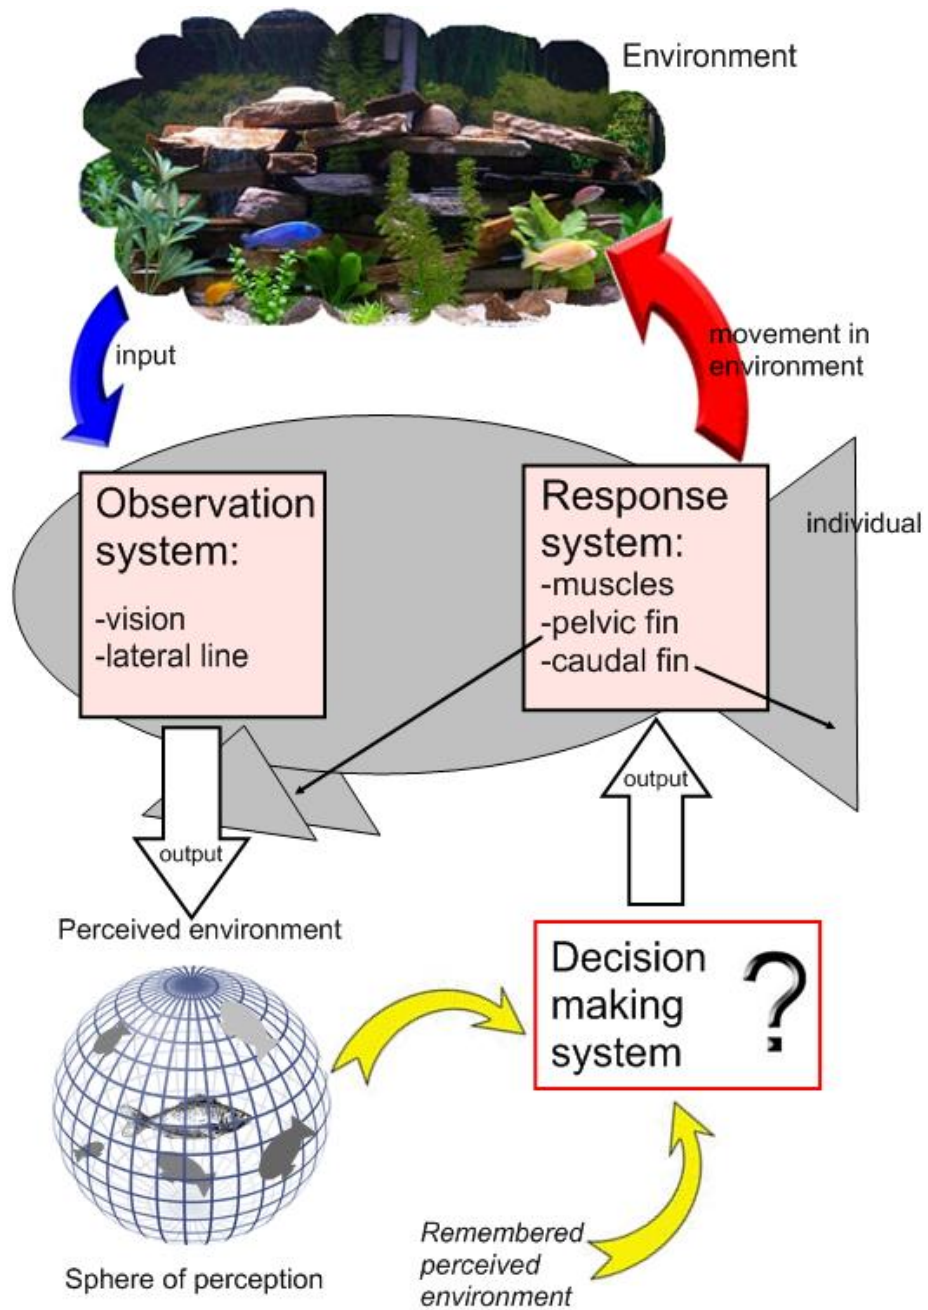 Environment
input
movement in
environment
Observation
system:
-vision
-lateral line
Response
system:
-muscles
-pelvic fin
-caudal fin
individual
output
output
Perceived environment
Decision
making
system
?
Sphere of perception
Remembered
perceived
environment